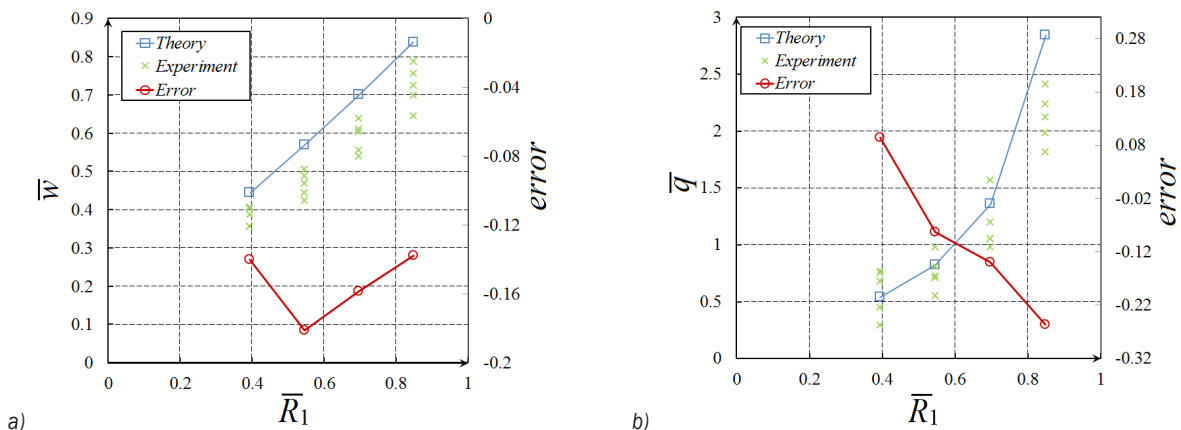 0.9
0.8
0.7
0.6
0.5
0.4
0.3
0.2
0.1
0
w̅
Theory
Experiment
Error
0
-0.04
-0.08
-0.12
-0.16
-0.2
error
0 0.2 0.4 0.6 0.8 1
R̅₁
a)
3
2.5
2
1.5
1
0.5
0
q̅
Theory
Experiment
Error
0.28
0.18
0.08
-0.02
-0.12
-0.22
-0.32
error
0 0.2 0.4 0.6 0.8 1
R̅₁
b)